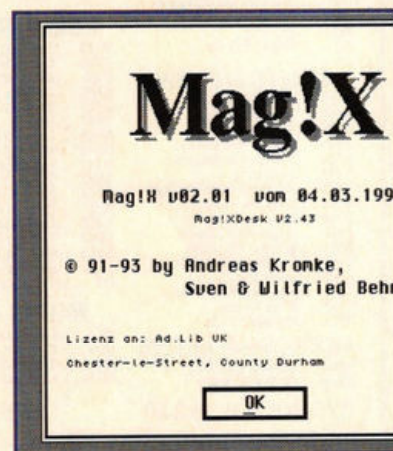 Mag!X
Mag!X v02.01 vom 04.03.199
Mag!XDesk V2.43
© 91-93 by Andreas Kromke,
Sven & Wilfried Beh
Lizenz an: Ad.Lib UK
Chester-le-Street, County Durham
OK